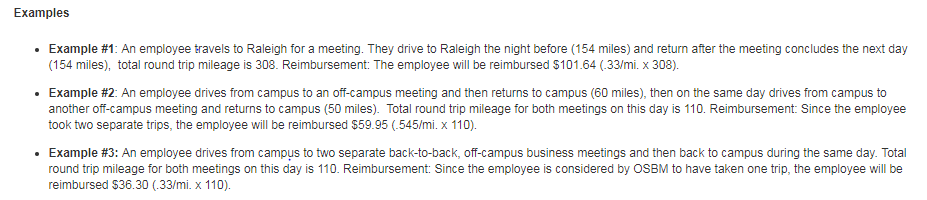 Examples
• Example #1: An employee travels to Raleigh for a meeting. They drive to Raleigh the night before (154 miles) and return after the meeting concludes the next day
(154 miles),  total round trip mileage is 308. Reimbursement: The employee will be reimbursed $101.64 (.33/mi. x 308).
• Example #2: An employee drives from campus to an off-campus meeting and then returns to campus (60 miles), then on the same day drives from campus to
another off-campus meeting and returns to campus (50 miles).  Total round trip mileage for both meetings on this day is 110. Reimbursement: Since the employee
took two separate trips, the employee will be reimbursed $59.95 (.545/mi. x 110).
• Example #3: An employee drives from campus to two separate back-to-back, off-campus business meetings and then back to campus during the same day. Total
round trip mileage for both meetings on this day is 110. Reimbursement: Since the employee is considered by OSBM to have taken one trip, the employee will be
reimbursed $36.30 (.33/mi. x 110).